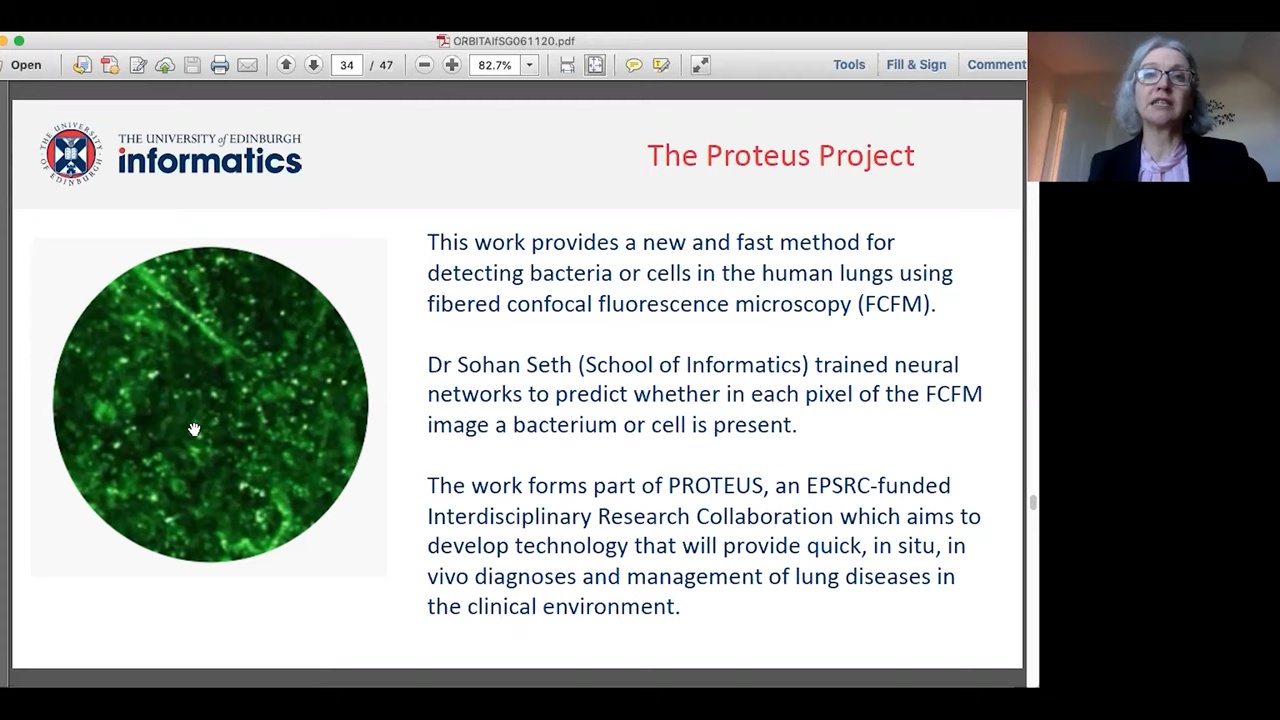 ORBITAIfSG061120.pdf
Open
34 / 47
82.7%
Tools
Fill & Sign
Comment
THE UNIVERSITY of EDINBURGH
informatics
THE UNIVERSITY OF EDINBURGH
The Proteus Project
This work provides a new and fast method for
detecting bacteria or cells in the human lungs using
fibered confocal fluorescence microscopy (FCFM).
Dr Sohan Seth (School of Informatics) trained neural
networks to predict whether in each pixel of the FCFM
image a bacterium or cell is present.
The work forms part of PROTEUS, an EPSRC-funded
Interdisciplinary Research Collaboration which aims to
develop technology that will provide quick, in situ, in
vivo diagnoses and management of lung diseases in
the clinical environment.